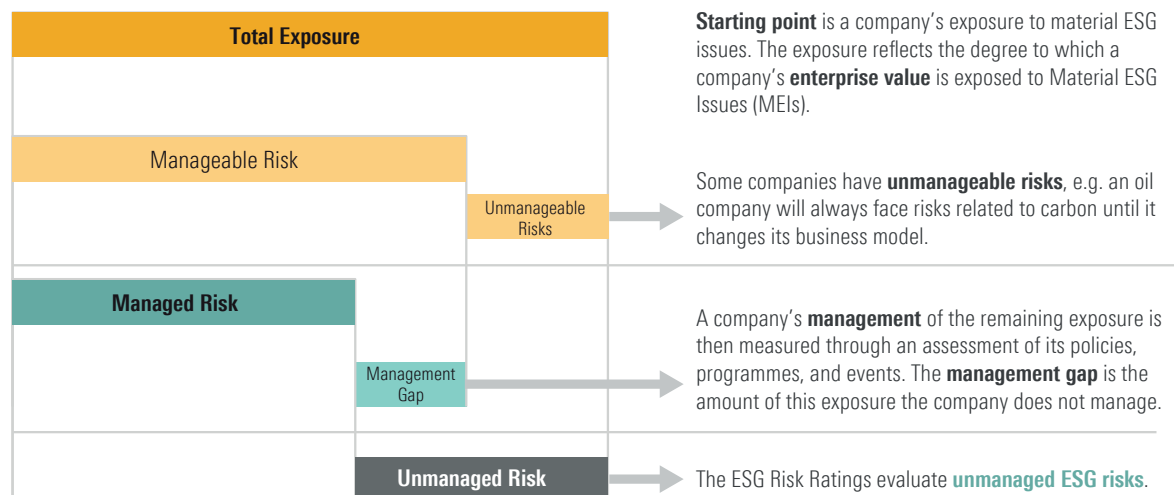 Total Exposure
Starting point is a company's exposure to material ESG
issues. The exposure reflects the degree to which a
company's enterprise value is exposed to Material ESG
Issues (MEIs).
Manageable Risk
Unmanageable
Risks
Some companies have unmanageable risks, e.g. an oil
company will always face risks related to carbon until it
changes its business model.
Managed Risk
Management
Gap
A company's management of the remaining exposure is
then measured through an assessment of its policies,
programmes, and events. The management gap is the
amount of this exposure the company does not manage.
Unmanaged Risk
The ESG Risk Ratings evaluate unmanaged ESG risks.